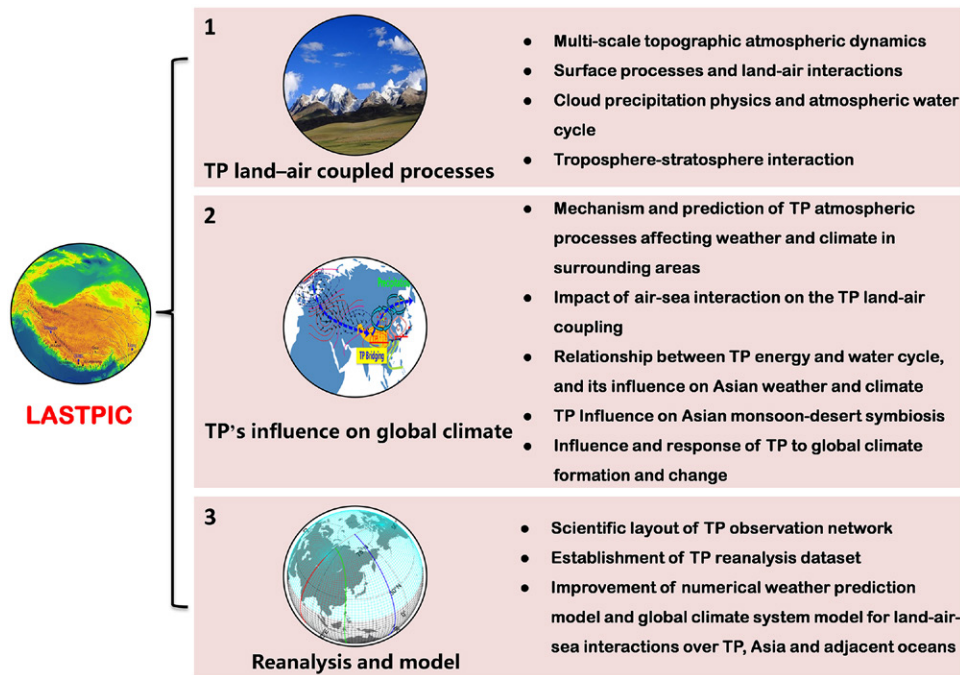 1
TP land–air coupled processes
● Multi-scale topographic atmospheric dynamics
● Surface processes and land-air interactions
● Cloud precipitation physics and atmospheric water
cycle
● Troposphere-stratosphere interaction
LASTPIC
2
TP Bridging
TP's influence on global climate
● Mechanism and prediction of TP atmospheric
processes affecting weather and climate in
surrounding areas
● Impact of air-sea interaction on the TP land-air
coupling
● Relationship between TP energy and water cycle,
and its influence on Asian weather and climate
● TP Influence on Asian monsoon-desert symbiosis
● Influence and response of TP to global climate
formation and change
3
Reanalysis and model
● Scientific layout of TP observation network
● Establishment of TP reanalysis dataset
● Improvement of numerical weather prediction
model and global climate system model for land-air-
sea interactions over TP, Asia and adjacent oceans